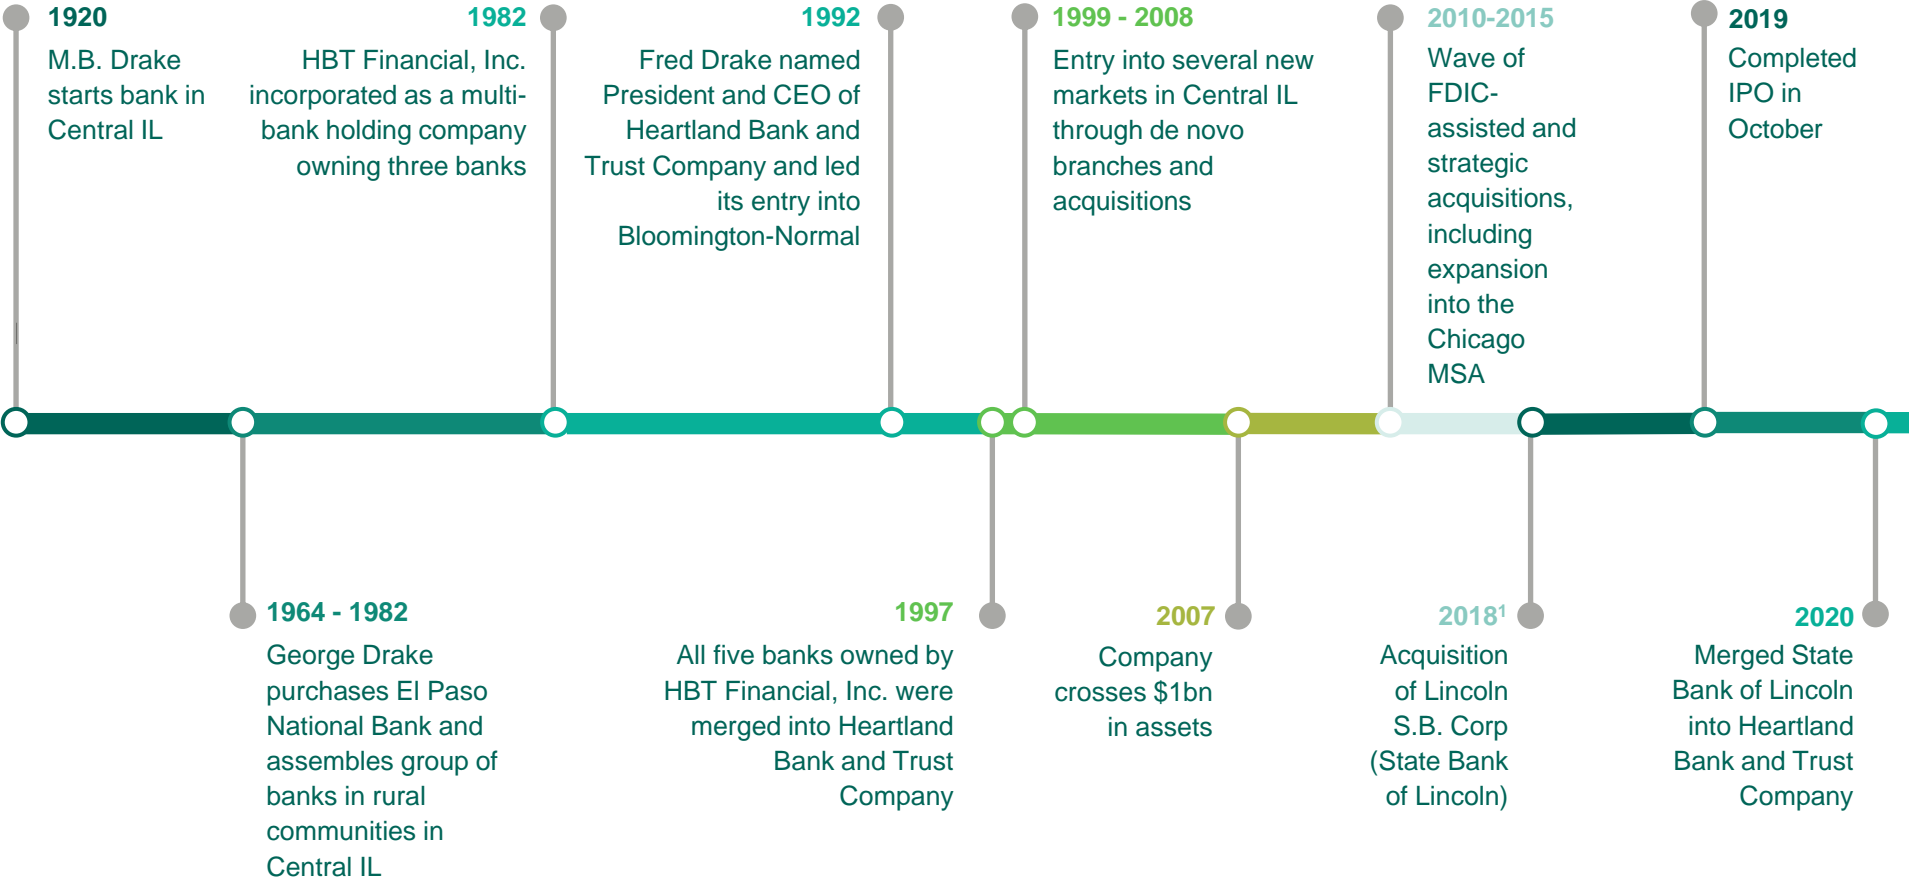 1920
M.B. Drake
starts bank in
Central IL
1982
HBT Financial, Inc.
incorporated as a multi-
bank holding company
owning three banks
1992
Fred Drake named
President and CEO of
Heartland Bank and
Trust Company and led
its entry into
Bloomington-Normal
1999 - 2008
Entry into several new
markets in Central IL
through de novo
branches and
acquisitions
2010-2015
Wave of
FDIC-
assisted and
strategic
acquisitions,
including
expansion
into the
Chicago
MSA
2019
Completed
IPO in
October
1964 - 1982
George Drake
purchases El Paso
National Bank and
assembles group of
banks in rural
communities in
Central IL
1997
All five banks owned by
HBT Financial, Inc. were
merged into Heartland
Bank and Trust
Company
2007
Company
crosses $1bn
in assets
2018¹
Acquisition
of Lincoln
S.B. Corp
(State Bank
of Lincoln)
2020
Merged State
Bank of Lincoln
into Heartland
Bank and Trust
Company